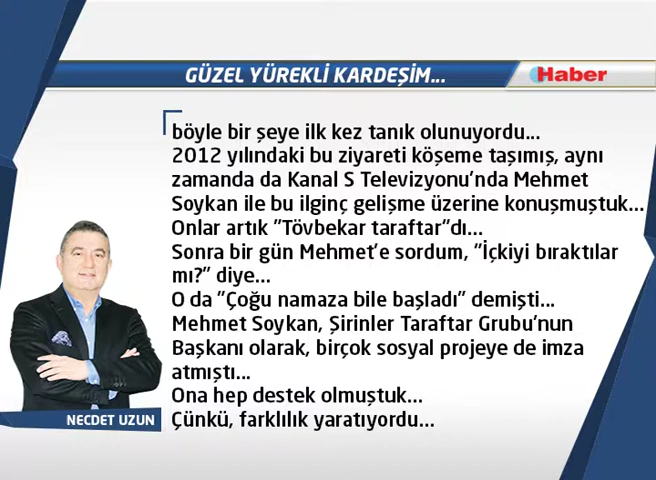 GÜZEL YÜREKLİ KARDEŞİM...
Haber
böyle bir şeye ilk kez tanık olunuyordu...
2012 yılındaki bu ziyareti köşeme taşımış, aynı
zamanda da Kanal S Televizyonu'nda Mehmet
Soykan ile bu ilginç gelişme üzerine konuşmuştuk...
Onlar artık "Tövbekar taraftar"dı...
Sonra bir gün Mehmet'e sordum, "İçkiyi bıraktılar
mı?" diye...
O da "Çoğu namaza bile başladı" demişti...
Mehmet Soykan, Şirinler Taraftar Grubu'nun
Başkanı olarak, birçok sosyal projeye de imza
atmıştı...
Ona hep destek olmuştuk...
Çünkü, farklılık yaratıyordu...
NECDET UZUN